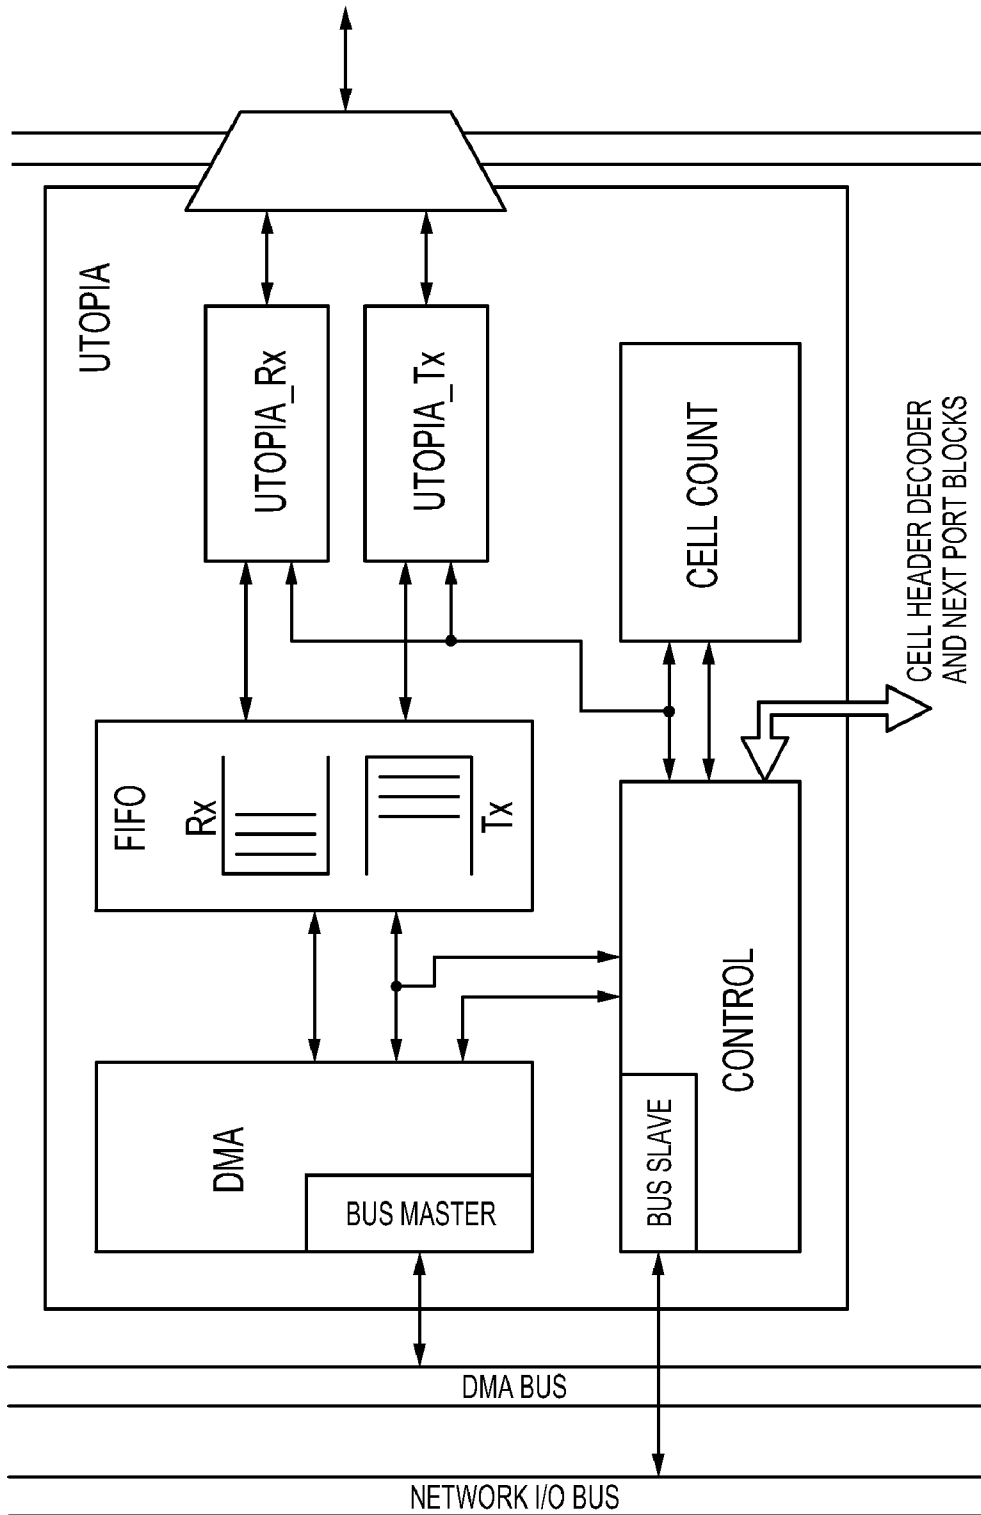 UTOPIA
UTOPIA_Rx
UTOPIA_Tx
CELL COUNT
CELL HEADER DECODER
AND NEXT PORT BLOCKS
FIFO
Rx
Tx
DMA
BUS MASTER
CONTROL
BUS SLAVE
DMA BUS
NETWORK I/O BUS